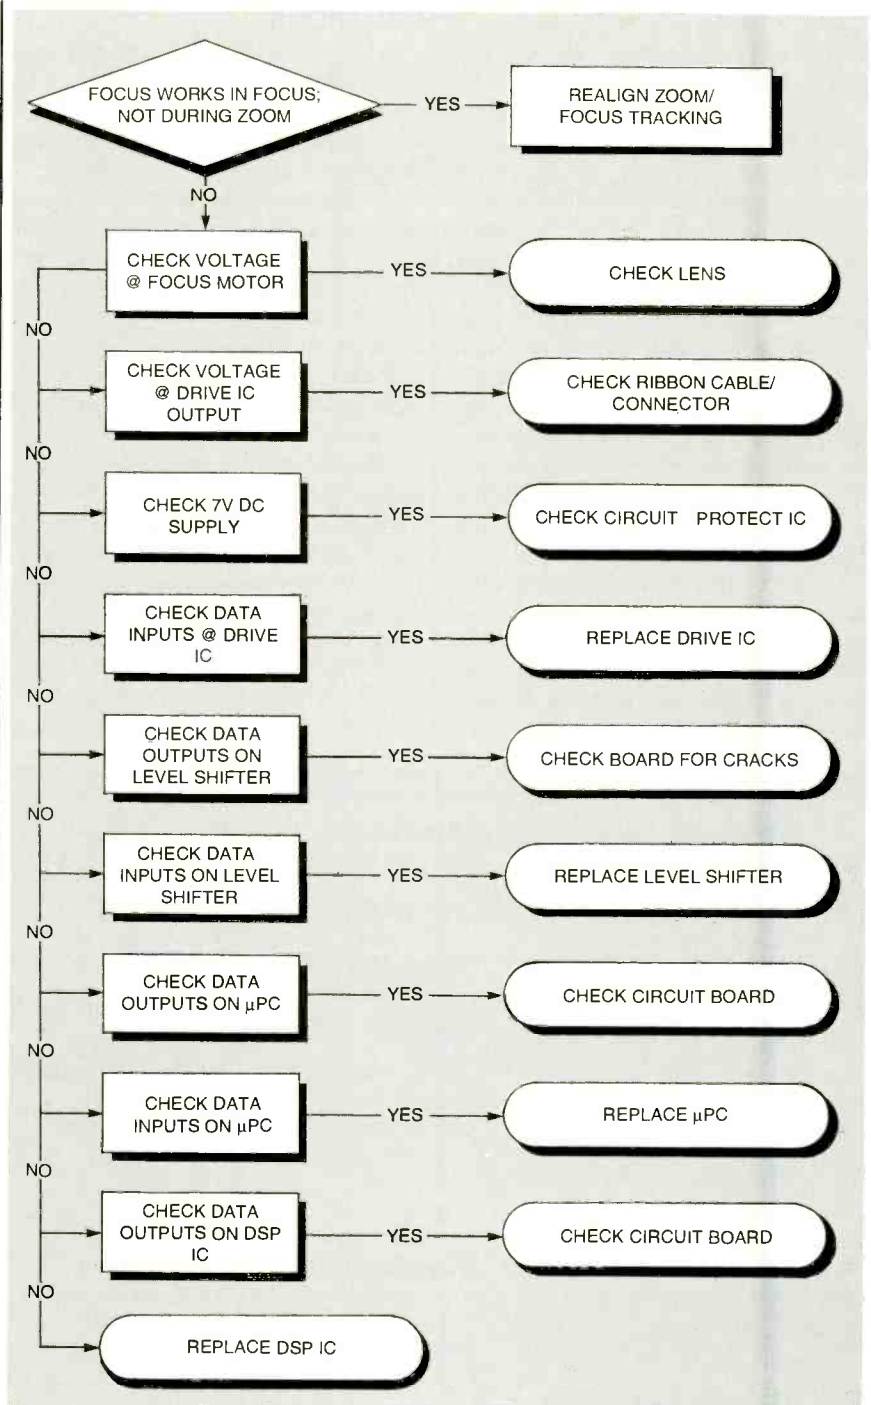 FOCUS WORKS IN FOCUS;
NOT DURING ZOOM
YES
REALIGN ZOOM/
FOCUS TRACKING
NO
CHECK VOLTAGE
@ FOCUS MOTOR
YES
CHECK LENS
NO
CHECK VOLTAGE
@ DRIVE IC
OUTPUT
YES
CHECK RIBBON CABLE/
CONNECTOR
NO
CHECK 7V DC
SUPPLY
YES
CHECK CIRCUIT PROTECT IC
NO
CHECK DATA
INPUTS @ DRIVE
IC
YES
REPLACE DRIVE IC
NO
CHECK DATA
OUTPUTS ON
LEVEL SHIFTER
YES
CHECK BOARD FOR CRACKS
NO
CHECK DATA
INPUTS ON LEVEL
SHIFTER
YES
REPLACE LEVEL SHIFTER
NO
CHECK DATA
OUTPUTS ON µPC
YES
CHECK CIRCUIT BOARD
NO
CHECK DATA
INPUTS ON µPC
YES
REPLACE µPC
NO
CHECK DATA
OUTPUTS ON DSP
IC
YES
CHECK CIRCUIT BOARD
NO
REPLACE DSP IC